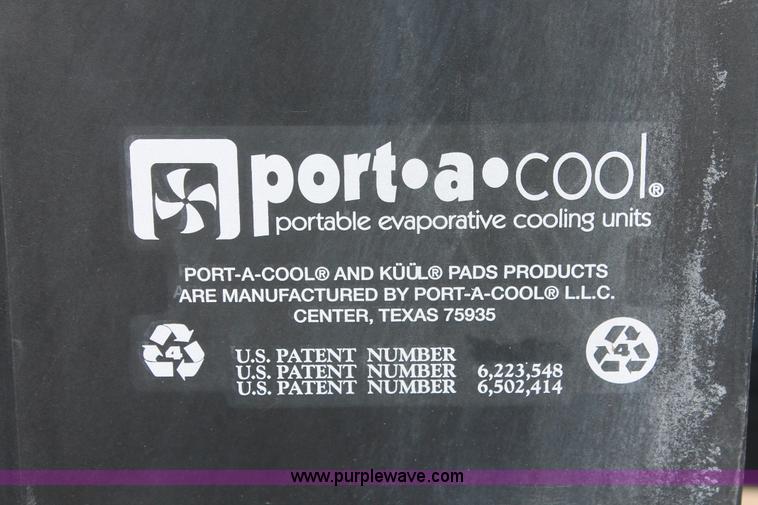 port•a•cool®
portable evaporative cooling units
PORT-A-COOL® AND KÜÜL® PADS PRODUCTS
ARE MANUFACTURED BY PORT-A-COOL® L.L.C.
CENTER, TEXAS 75935
4
4
U.S. PATENT NUMBER
U.S. PATENT NUMBER 6,223,548
U.S. PATENT NUMBER 6,502,414
www.purplewave.com